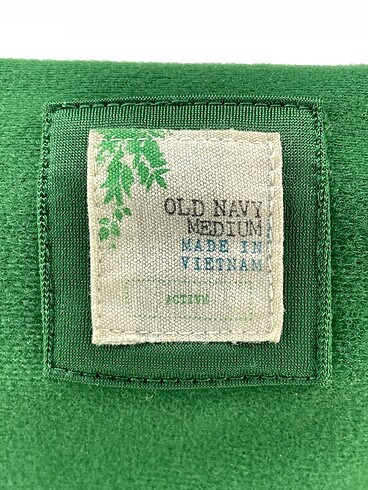 OLD NAVY
MEDIUM
MADE IN
VIETNAM
ACTIVE